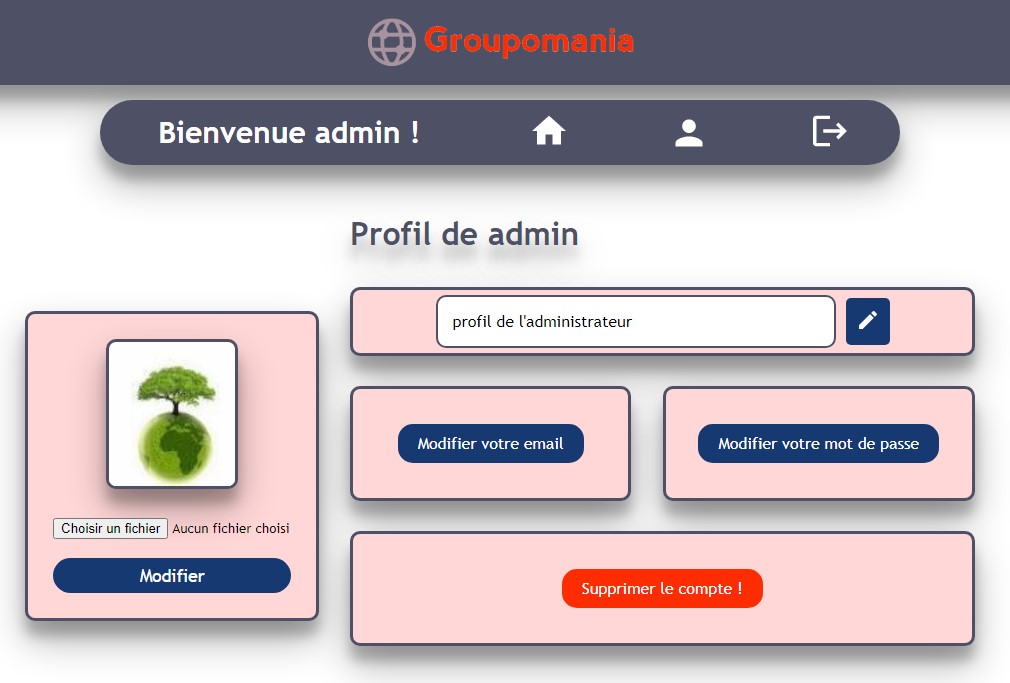 Groupomania
Bienvenue admin !
Profil de admin
profil de l'administrateur
Choisir un fichier Aucun fichier choisi
Modifier
Modifier votre email
Modifier votre mot de passe
Supprimer le compte !